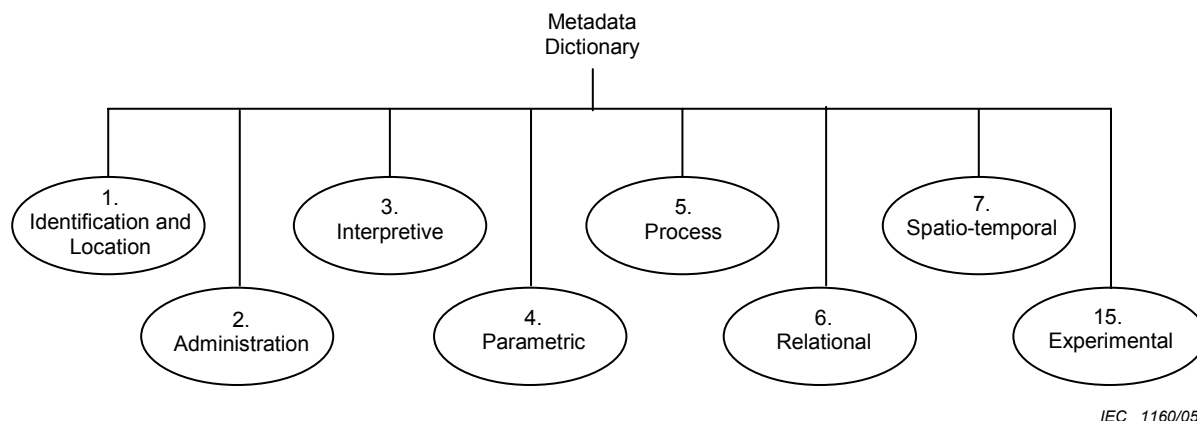 Metadata
Dictionary
1.
Identification and
Location
3.
Interpretive
5.
Process
7.
Spatio-temporal
2.
Administration
4.
Parametric
6.
Relational
15.
Experimental
IEC 1160/05